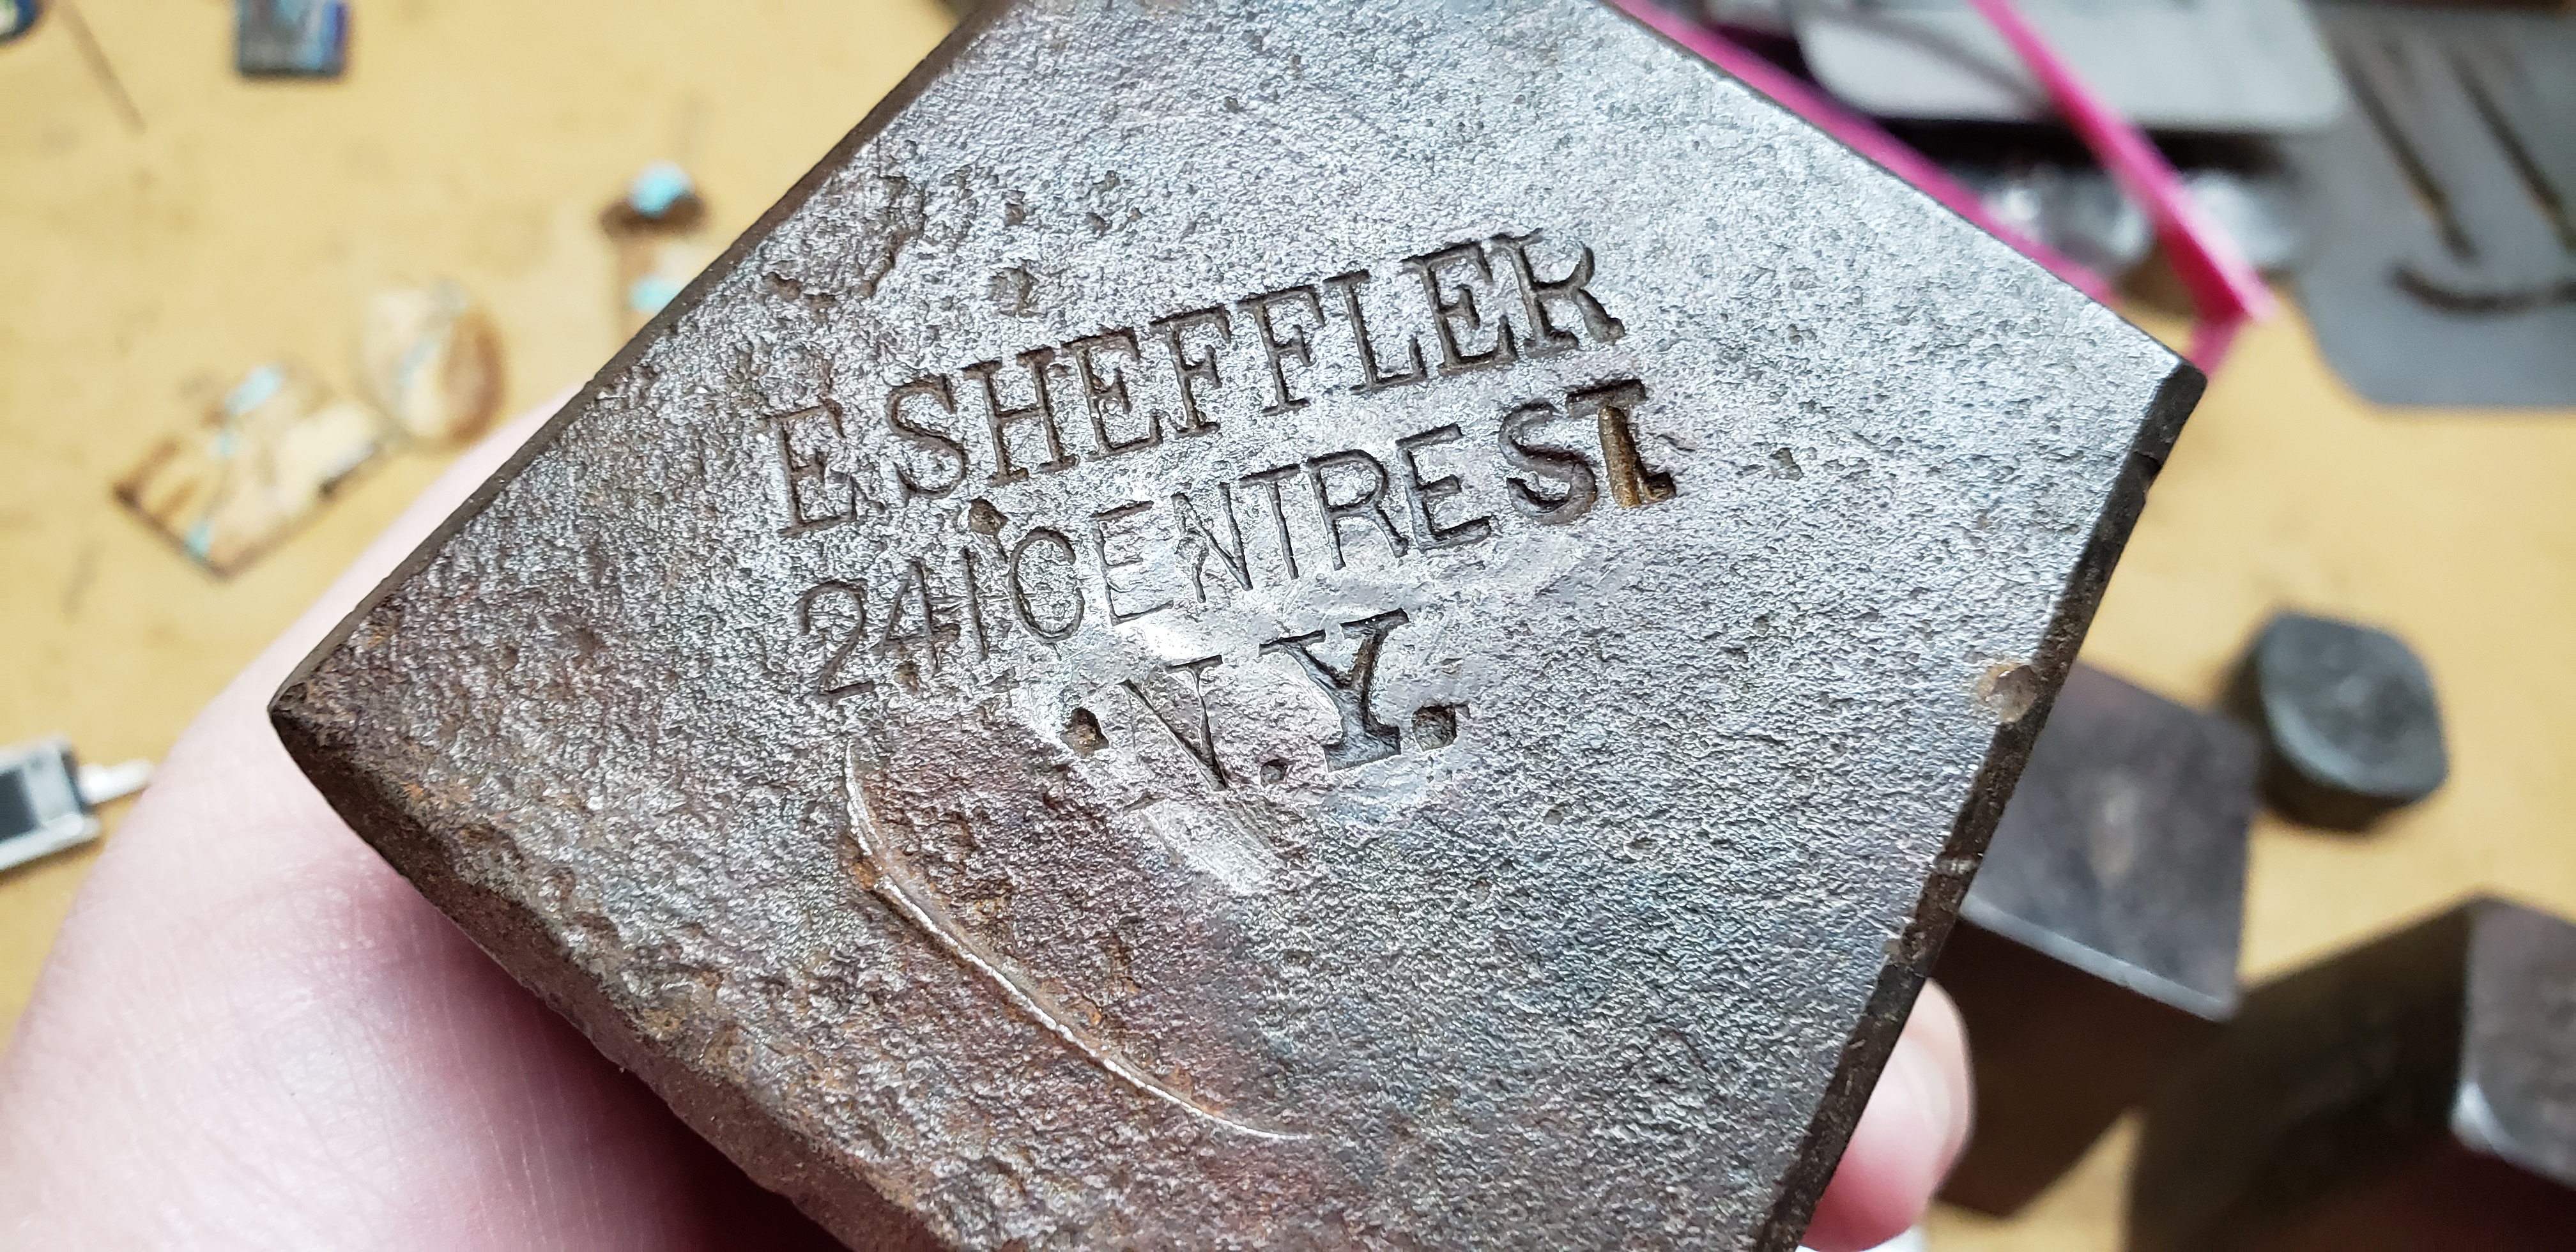 E SHEFFLER
241 CENTRE ST
.N.Y.